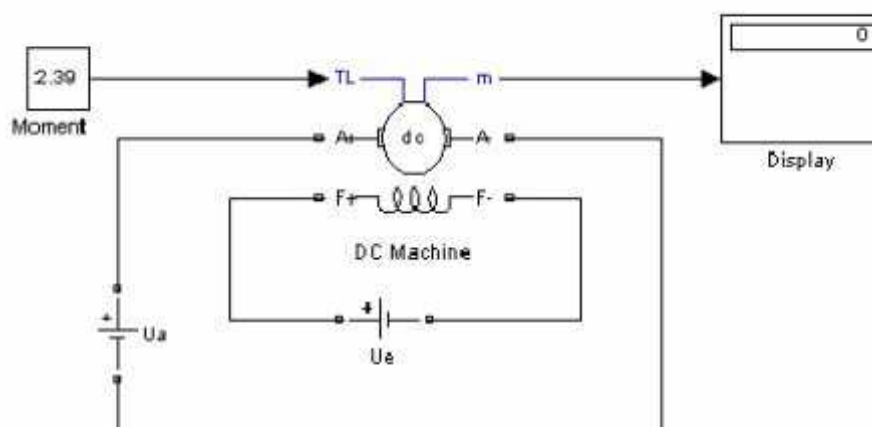 0
2.39
TL
m
Moment
A+
dc
A-
Display
F+
F-
DC Machine
+
Ua
+
Ue